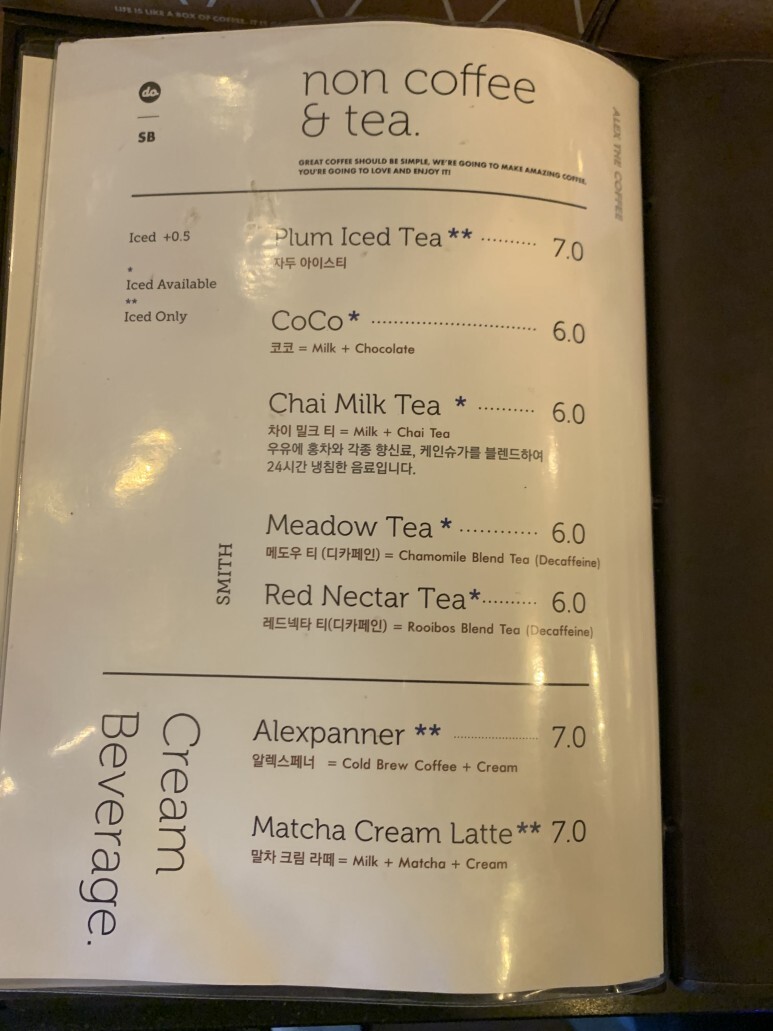 LIFE IS LIKE A BOX OF COFFEE.
do
SB
non coffee
& tea.
GREAT COFFEE SHOULD BE SIMPLE, WE'RE GOING TO MAKE AMAZING COFFEE,
YOU'RE GOING TO LOVE AND ENJOY IT!
ALEX THE COFFEE
Iced +0.5
*
Iced Available
**
Iced Only
Plum Iced Tea ** .......... 7.0
자두 아이스티
CoCo * .............................. 6.0
코코 = Milk + Chocolate
Chai Milk Tea * .......... 6.0
차이 밀크 티 = Milk + Chai Tea
우유에 홍차와 각종 향신료, 케인슈가를 블렌드하여
24시간 냉침한 음료입니다.
SMITH
Meadow Tea * ............. 6.0
메도우 티 (디카페인) = Chamomile Blend Tea (Decaffeine)
Red Nectar Tea* .......... 6.0
레드넥타 티(디카페인) = Rooibos Blend Tea (Decaffeine)
Cream
Beverage.
Alexpanner ** .................... 7.0
알렉스페너 = Cold Brew Coffee + Cream
Matcha Cream Latte** 7.0
말차 크림 라떼 = Milk + Matcha + Cream